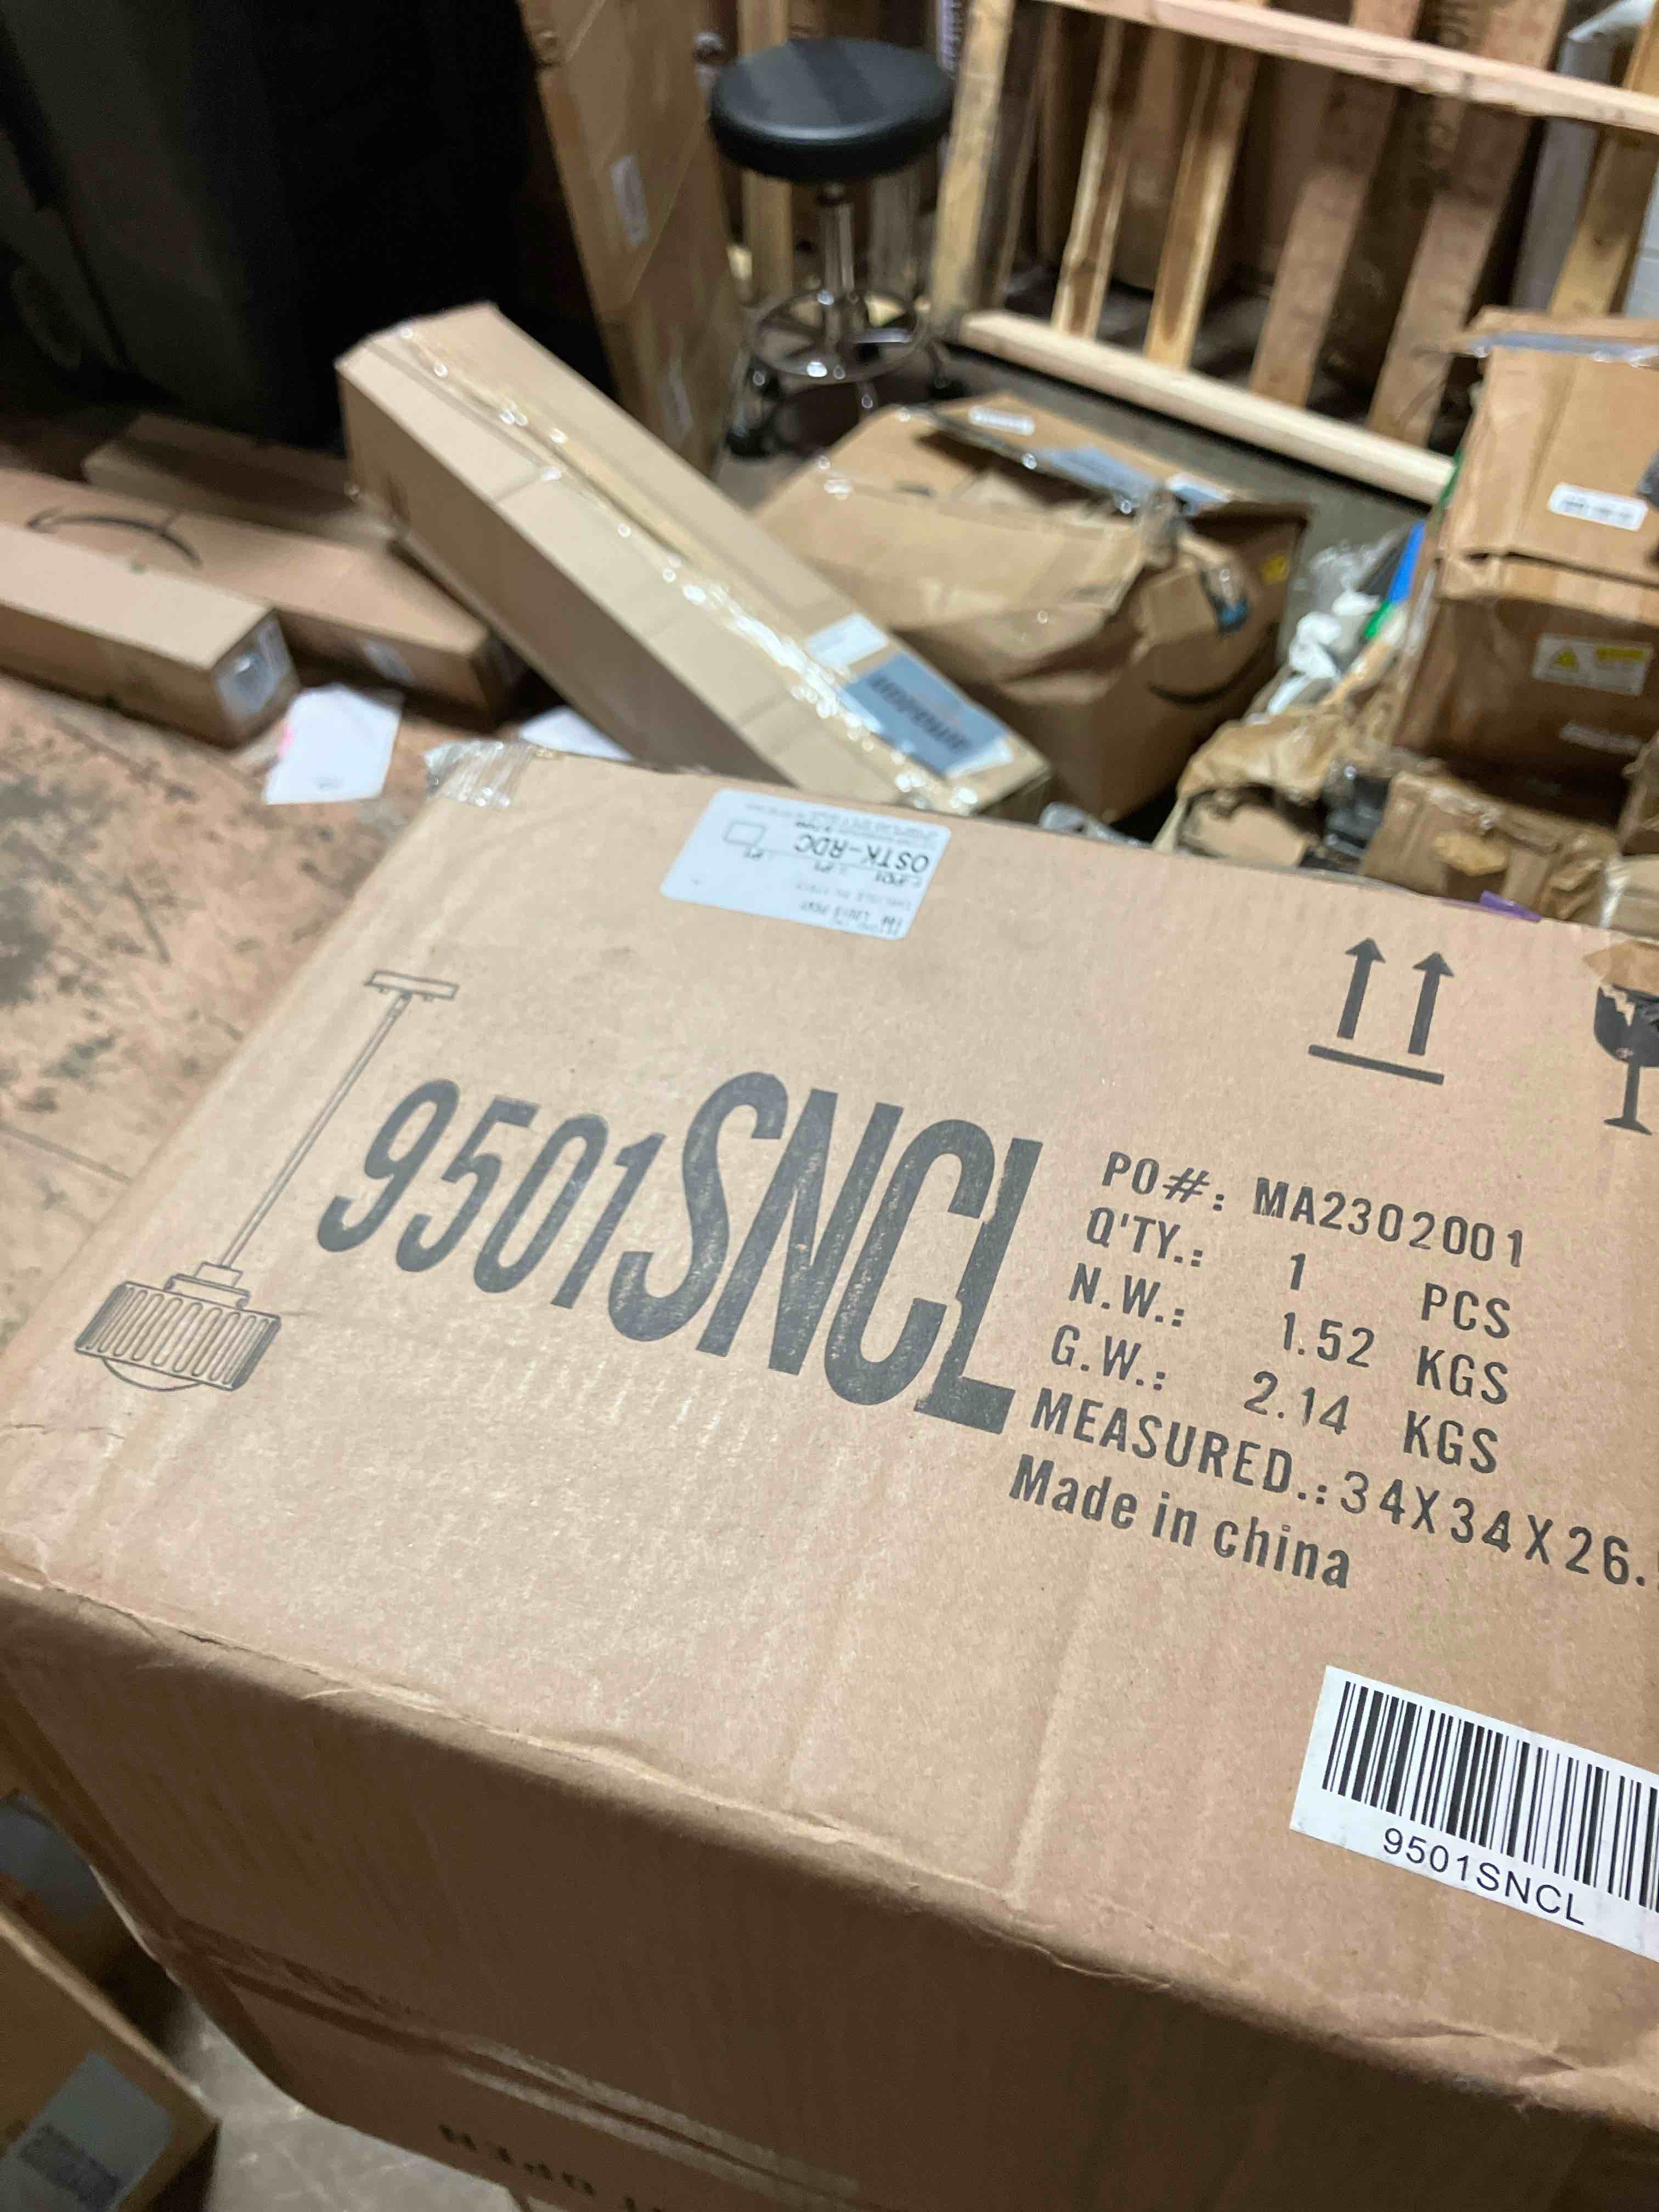 OSTK-RDC
9501SNCL
PO#: MA2302001
Q'TY.: 1 PCS
N.W.: 1.52 KGS
G.W.: 2.14 KGS
MEASURED.:34X34X26.
Made in china
9501SNCL